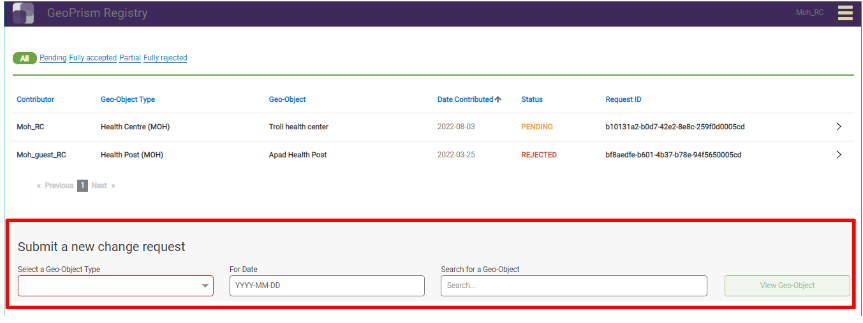 GeoPrism Registry Moh_RC
All Pending Fully accepted Partial Fully rejected
Contributor Geo-Object Type Geo-Object Date Contributed Status Request ID
Moh_RC Health Centre (MOH) Troll health center 2022-08-03 PENDING b10131a2-b0d7-42e2-8e8c-259f0d0005cd
Moh_guest_RC Health Post (MOH) Apad Health Post 2022-03-25 REJECTED bf8aedfe-b601-4b37-b78e-94f5650005cd
« Previous 1 Next »
Submit a new change request
Select a Geo-Object Type For Date Search for a Geo-Object
YYYY-MM-DD Search... View Geo-Object